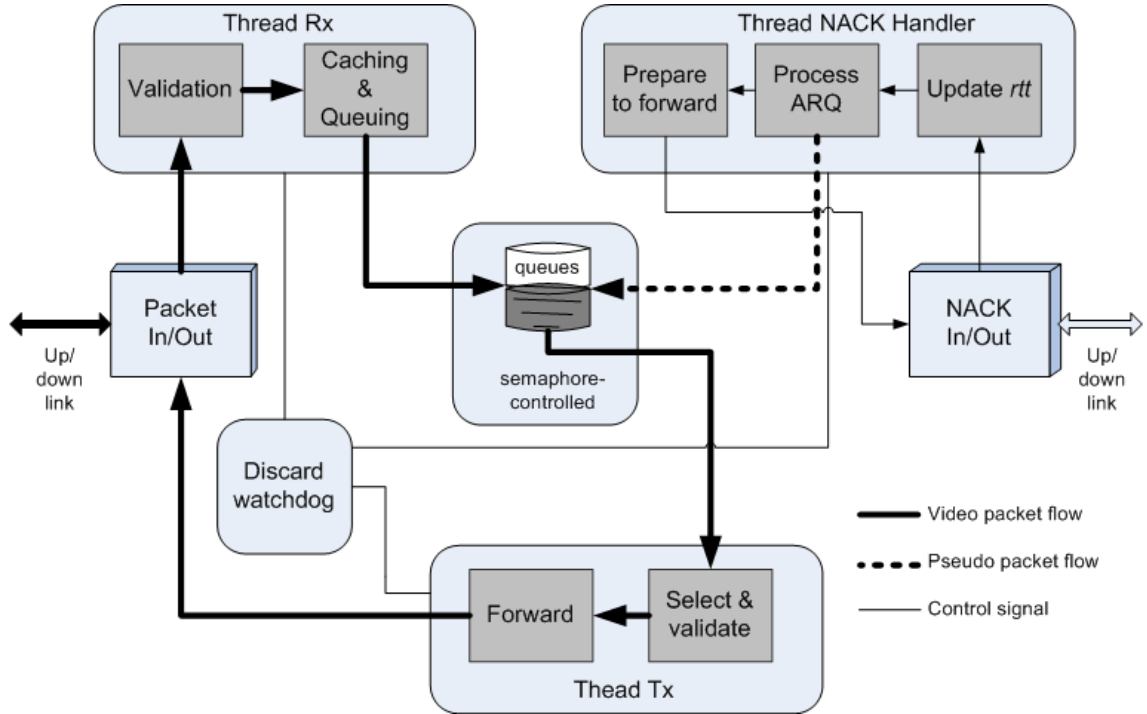 Thread Rx
Validation
Caching
&
Queuing
Thread NACK Handler
Prepare
to forward
Process
ARQ
Update rtt
queues
semaphore-
controlled
Packet
In/Out
Up/
down
link
NACK
In/Out
Up/
down
link
Discard
watchdog
Video packet flow
Pseudo packet flow
Control signal
Forward
Select &
validate
Thead Tx